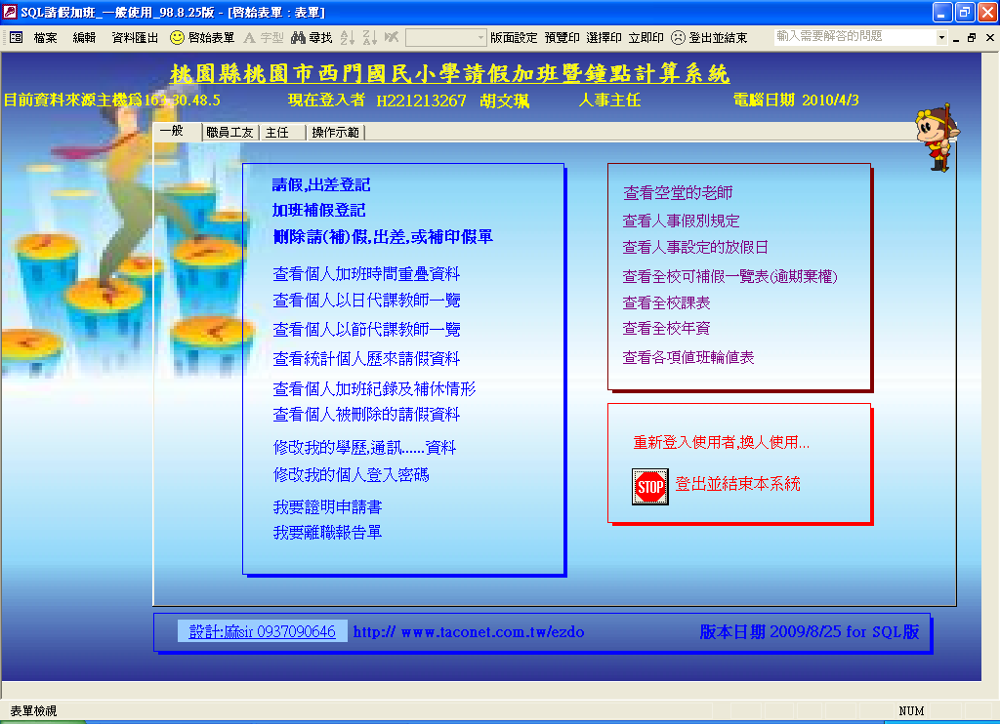 SQL請假加班_一般使用_98.8.25版 - [啓始表單 : 表單]
檔案 編輯 資料匯出 啓始表單 A 字型 尋找 版面設定 預覽印 選擇印 立即印 登出並結束 輸入需要解答的問題
桃園縣桃園市西門國民小學請假加班暨鐘點計算系統
目前資料來源主機爲163.30.48.5 現在登入者 H221213267 胡文珮 人事主任 電腦日期 2010/4/3
一般 職員工友 主任 操作示範
請假,出差登記
加班補假登記
刪除請(補)假,出差,或補印假單
查看個人加班時間重疊資料
查看個人以日代課教師一覽
查看個人以節代課教師一覽
查看統計個人歷來請假資料
查看個人加班紀錄及補休情形
查看個人被刪除的請假資料
修改我的學歷,通訊......資料
修改我的個人登入密碼
我要證明申請書
我要離職報告單
查看空堂的老師
查看人事假別規定
查看人事設定的放假日
查看全校可補假一覽表(逾期棄權)
查看全校課表
查看全校年資
查看各項值班輪値表
重新登入使用者,換人使用...
STOP 登出並結束本系統
設計:麻sir 0937090646 http:// www.taconet.com.tw/ezdo 版本日期 2009/8/25 for SQL版
表單檢視 NUM